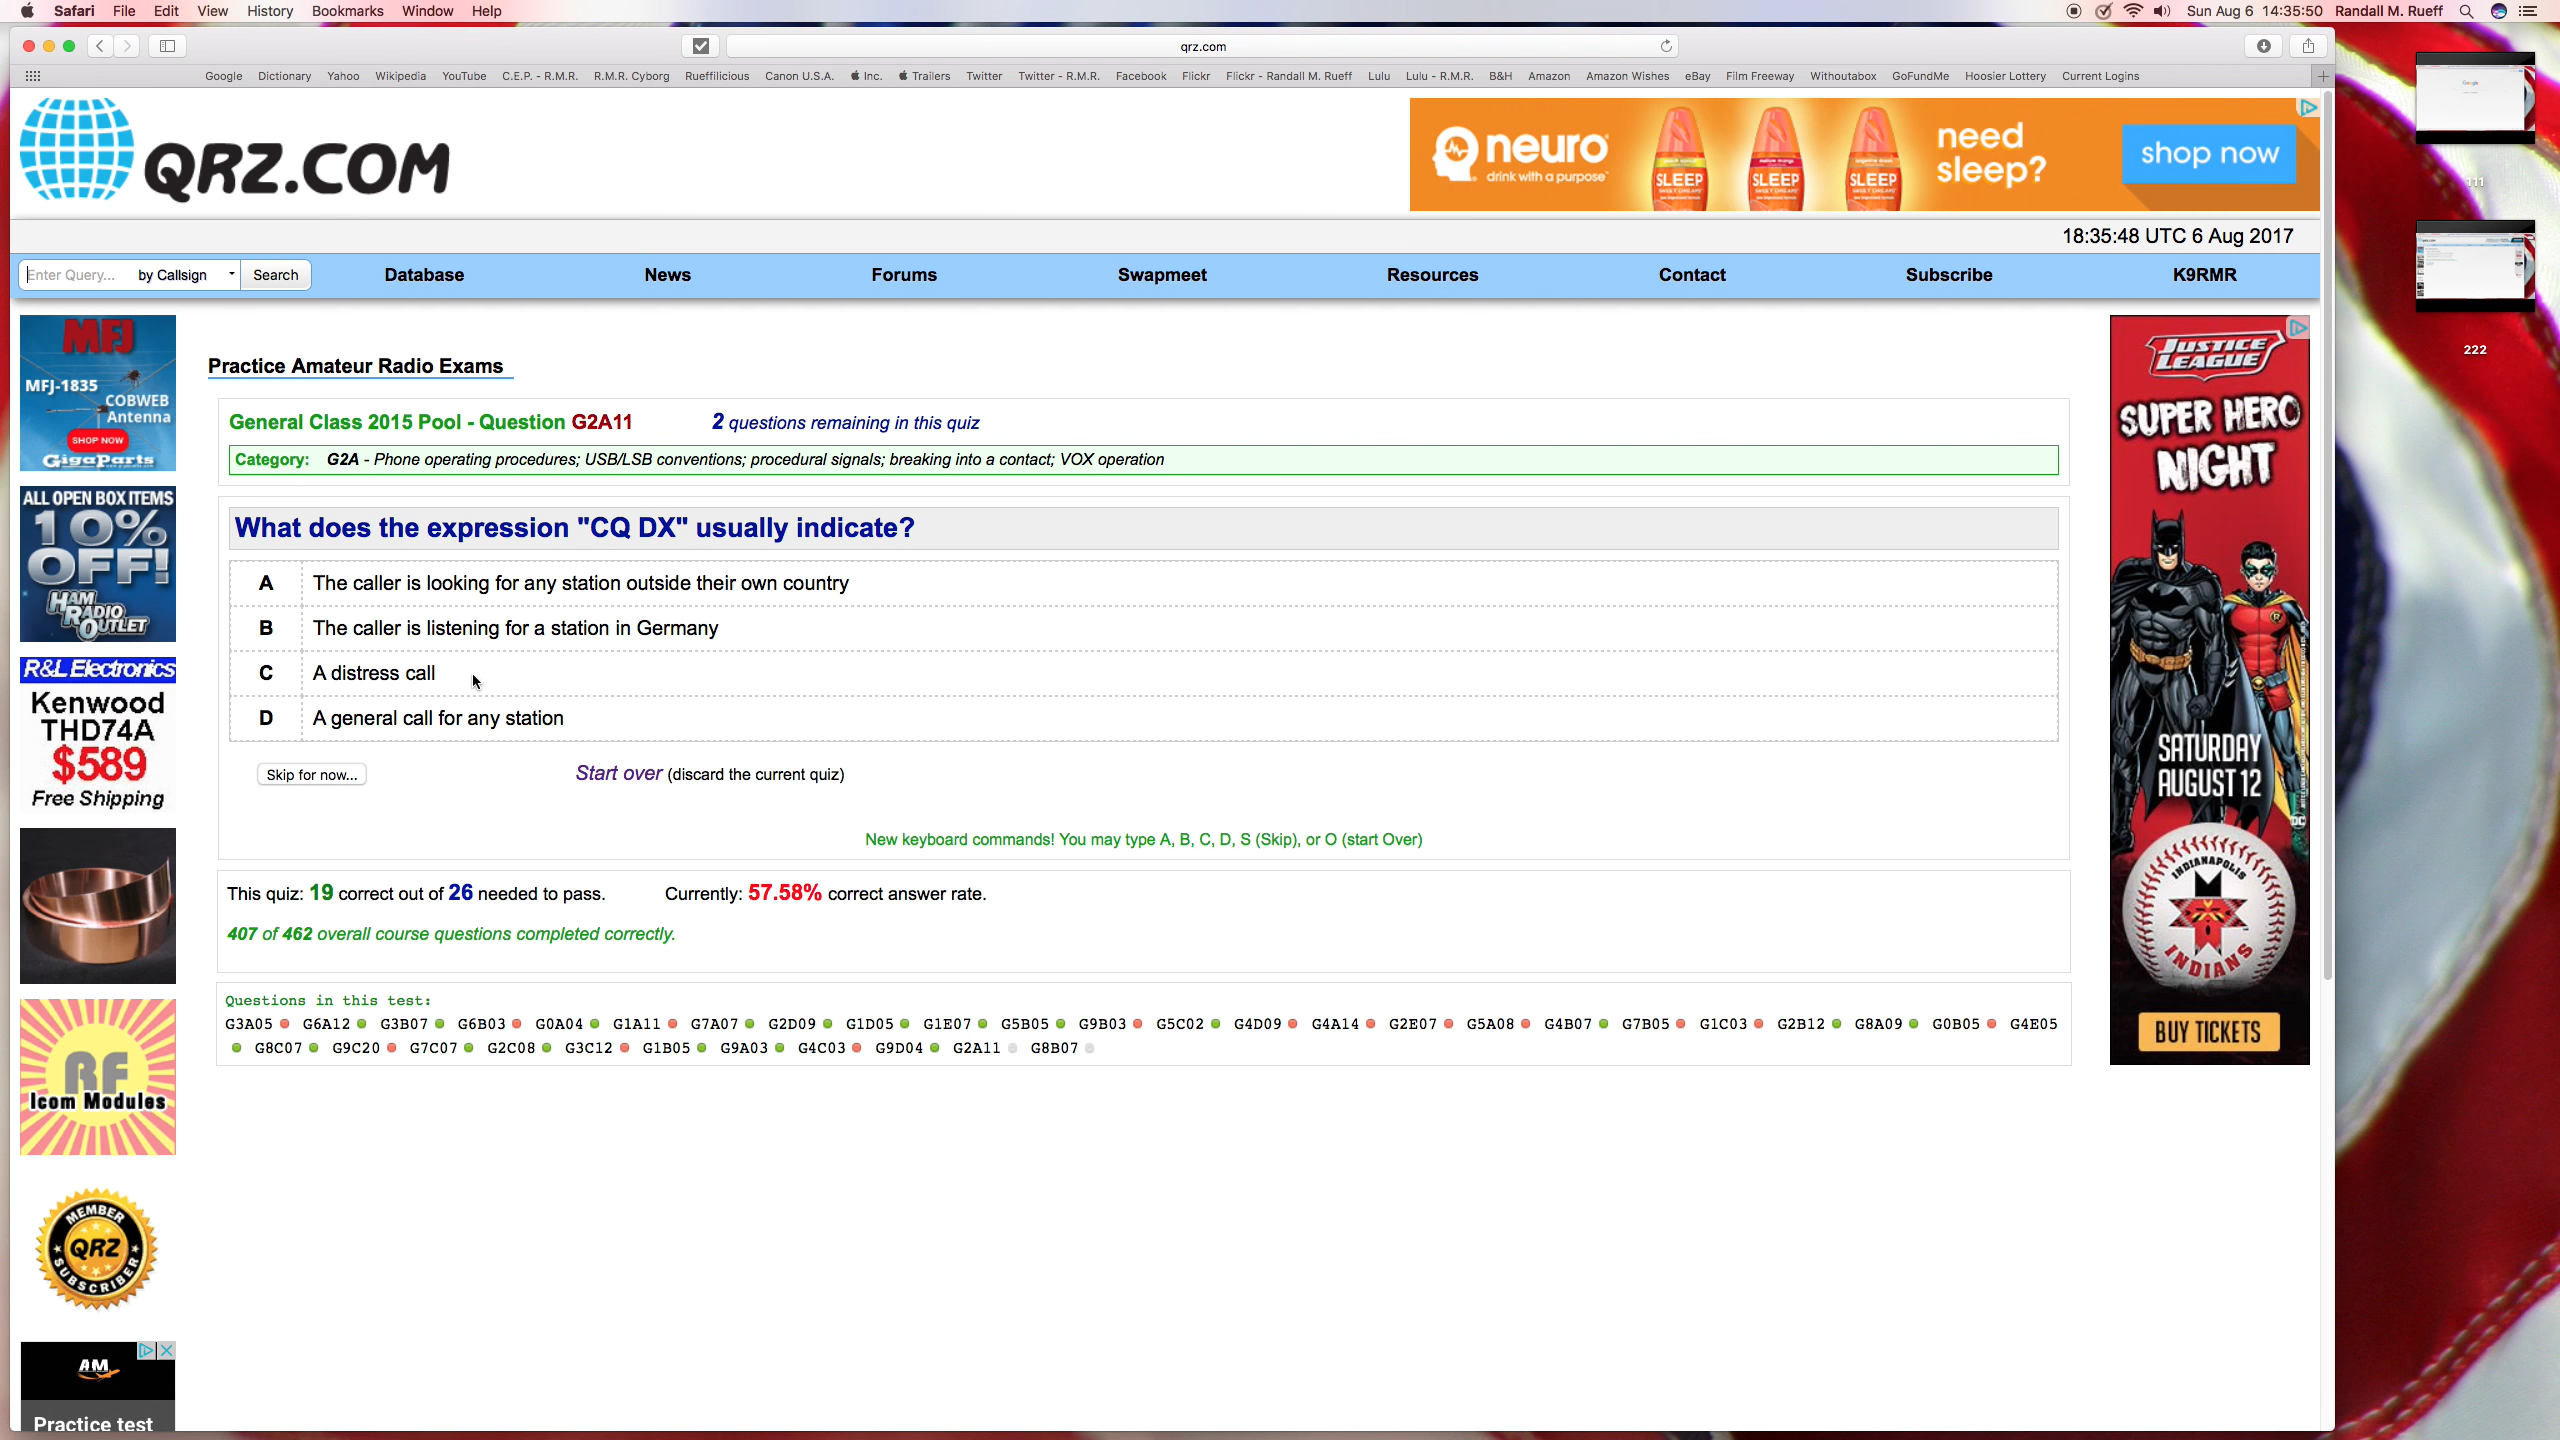 Safari File Edit View History Bookmarks Window Help
Sun Aug 6 14:35:50 Randall M. Rueff
qrz.com
Google Dictionary Yahoo Wikipedia YouTube C.E.P. - R.M.R. R.M.R. Cyborg Rueffilicious Canon U.S.A. Inc. Trailers Twitter Twitter - R.M.R. Facebook Flickr Flickr - Randall M. Rueff Lulu Lulu - R.M.R. B&H Amazon Amazon Wishes eBay Film Freeway Withoutabox GoFundMe Hoosier Lottery Current Logins
QRZ.COM
neuro
drink with a purpose
SLEEP SLEEP SLEEP
need
sleep?
shop now
111
222
18:35:48 UTC 6 Aug 2017
Enter Query... by Callsign Search Database News Forums Swapmeet Resources Contact Subscribe K9RMR
MFJ
MFJ-1835
COBWEB
Antenna
SHOP NOW
GigaParts
ALL OPEN BOX ITEMS
10%
OFF!
HAM
RADIO
OUTLET
R&L Electronics
Kenwood
THD74A
$589
Free Shipping
RF
Icom Modules
MEMBER
QRZ
SUBSCRIBER
AM
Practice test
Practice Amateur Radio Exams
General Class 2015 Pool - Question G2A11 2 questions remaining in this quiz
Category: G2A - Phone operating procedures; USB/LSB conventions; procedural signals; breaking into a contact; VOX operation
What does the expression "CQ DX" usually indicate?
A The caller is looking for any station outside their own country
B The caller is listening for a station in Germany
C A distress call
D A general call for any station
Skip for now... Start over (discard the current quiz)
New keyboard commands! You may type A, B, C, D, S (Skip), or O (start Over)
This quiz: 19 correct out of 26 needed to pass. Currently: 57.58% correct answer rate.
407 of 462 overall course questions completed correctly.
Questions in this test:
G3A05 G6A12 G3B07 G6B03 G0A04 G1A11 G7A07 G2D09 G1D05 G1E07 G5B05 G9B03 G5C02 G4D09 G4A14 G2E07 G5A08 G4B07 G7B05 G1C03 G2B12 G8A09 G0B05 G4E05
G8C07 G9C20 G7C07 G2C08 G3C12 G1B05 G9A03 G4C03 G9D04 G2A11 G8B07
JUSTICE
LEAGUE
SUPER HERO
NIGHT
SATURDAY
AUGUST 12
DC
INDIANAPOLIS
INDIANS
BUY TICKETS